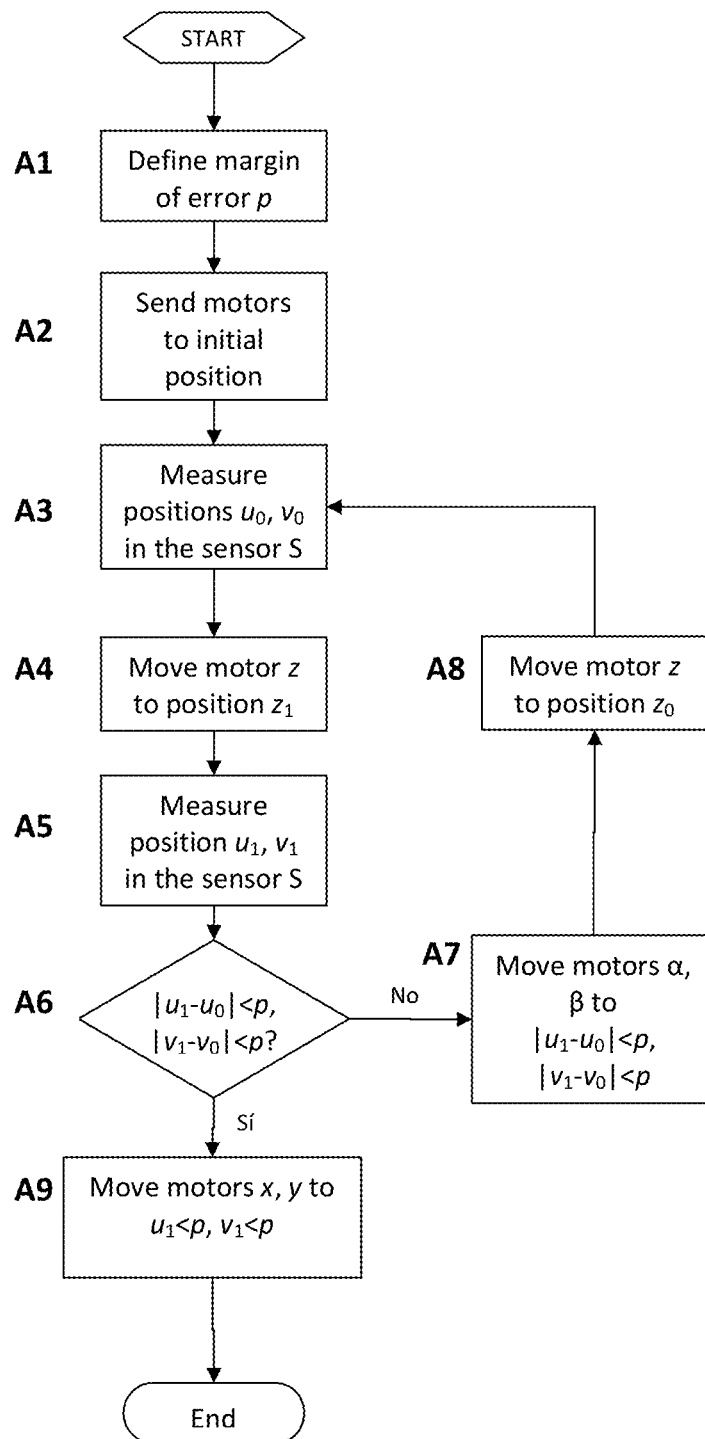 START
A1
Define margin
of error p
A2
Send motors
to initial
position
A3
Measure
positions u₀, v₀
in the sensor S
A4
Move motor z
to position z₁
A5
Measure
position u₁, v₁
in the sensor S
A6
|u₁-u₀|<p,
|v₁-v₀|<p?
No
A7
Move motors α,
β to
|u₁-u₀|<p,
|v₁-v₀|<p
A8
Move motor z
to position z₀
Sí
A9
Move motors x, y to
u₁<p, v₁<p
End